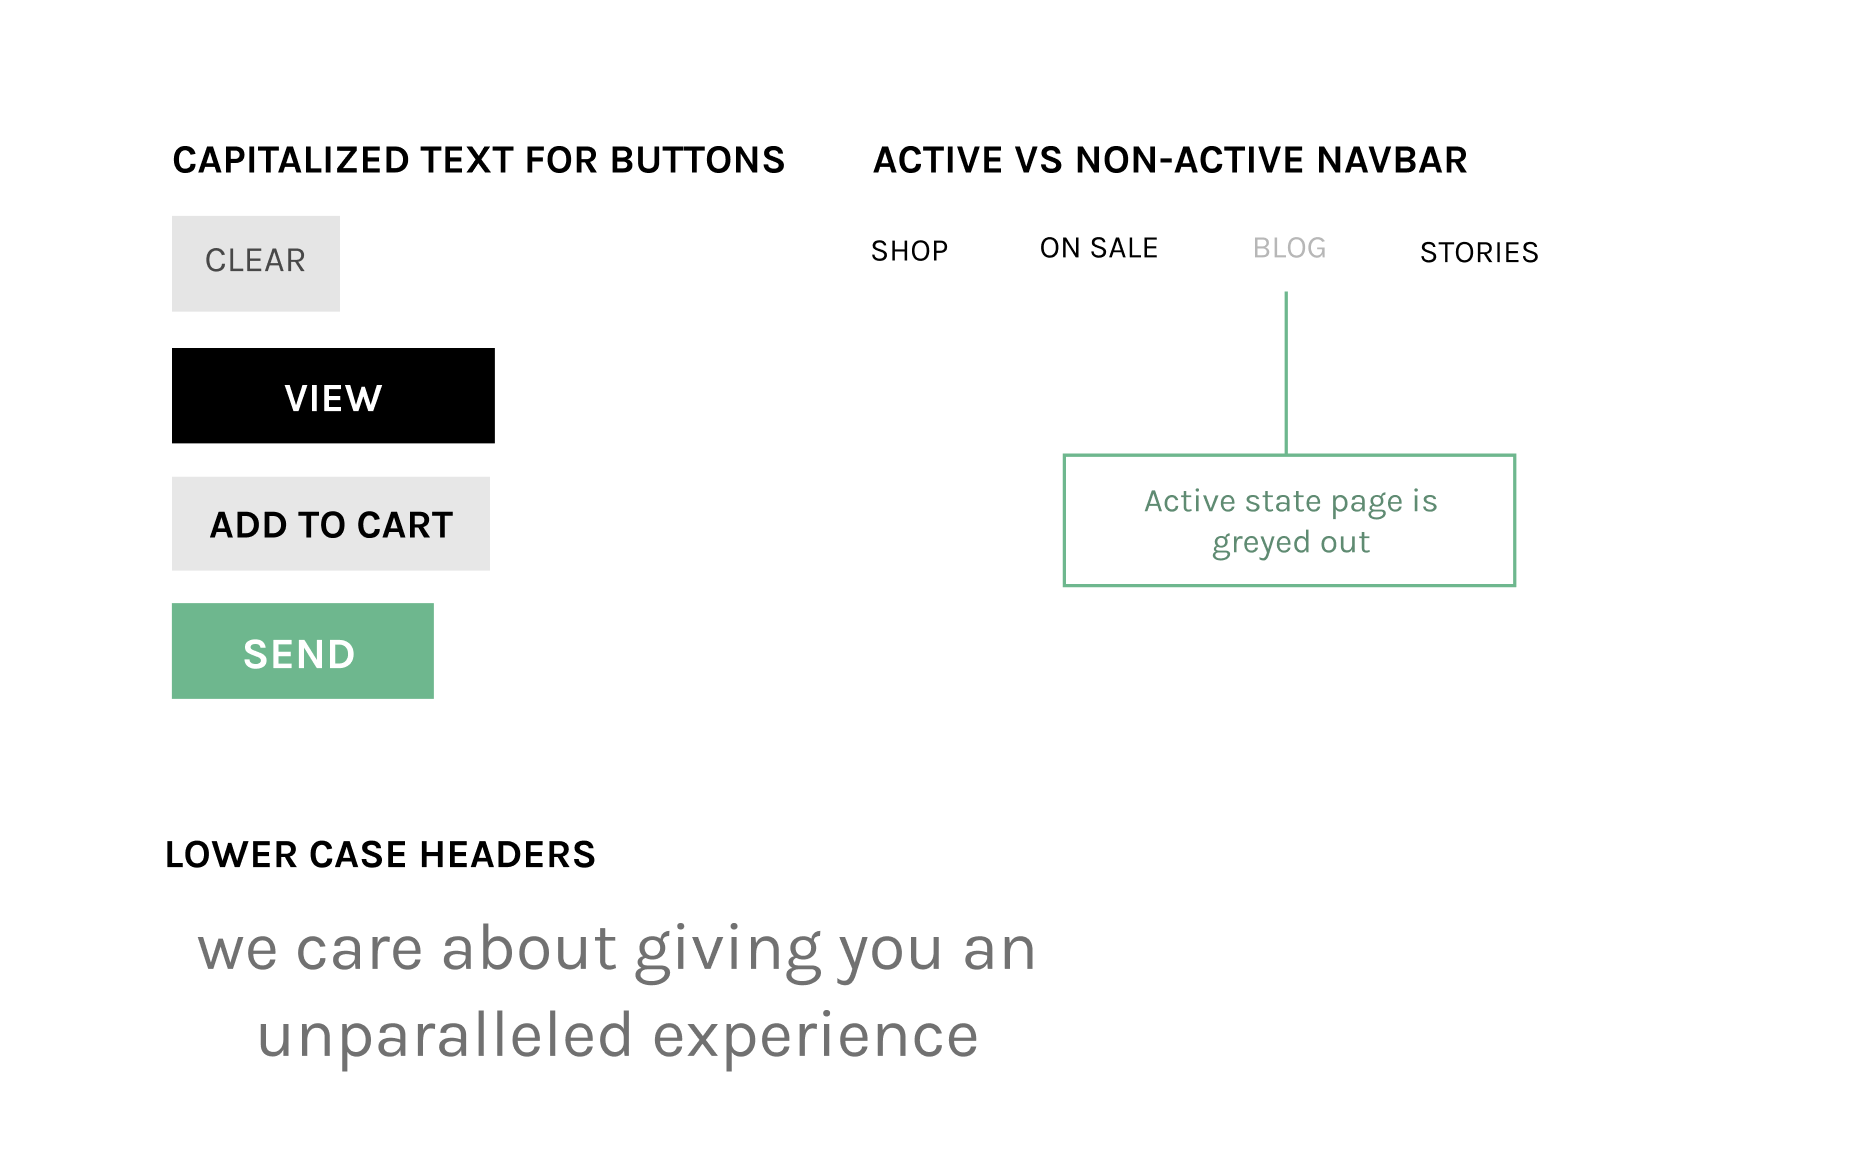 CAPITALIZED TEXT FOR BUTTONS
CLEAR
VIEW
ADD TO CART
SEND
ACTIVE VS NON-ACTIVE NAVBAR
SHOP
ON SALE
BLOG
STORIES
Active state page is
greyed out
LOWER CASE HEADERS
we care about giving you an
unparalleled experience